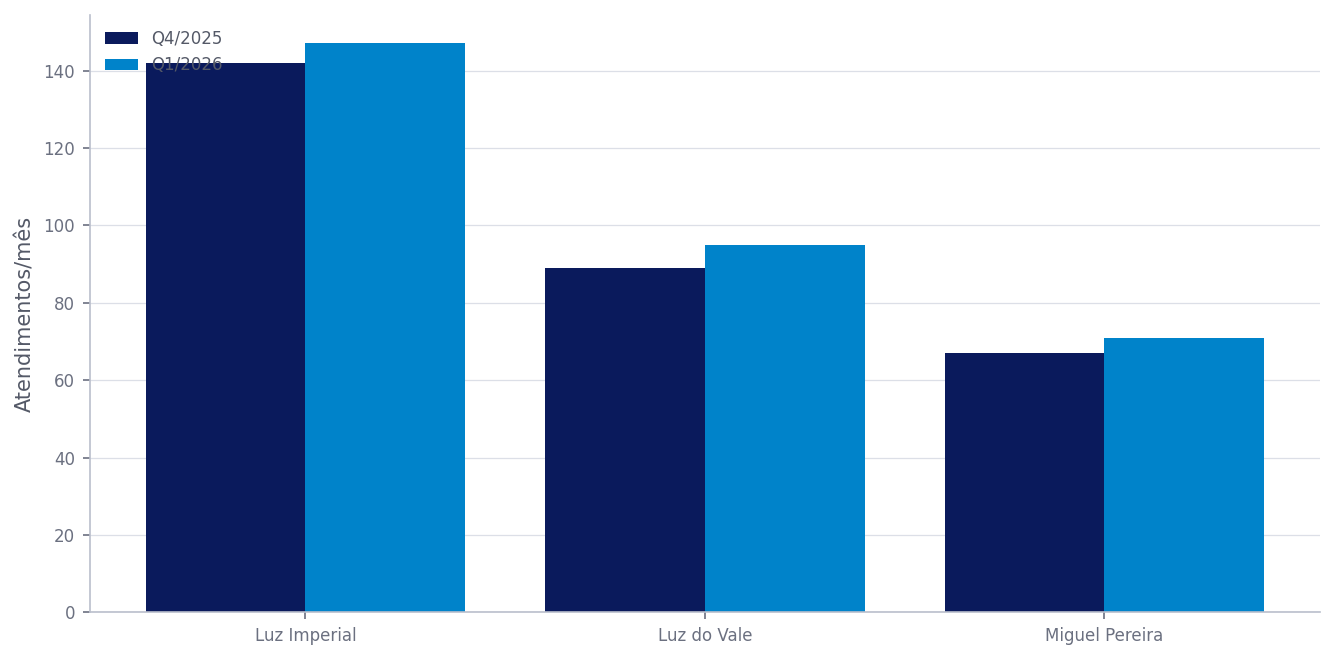 Q4/2025
Q1/2026
Atendimentos/mês
140
120
100
80
60
40
20
0
Luz Imperial
Luz do Vale
Miguel Pereira